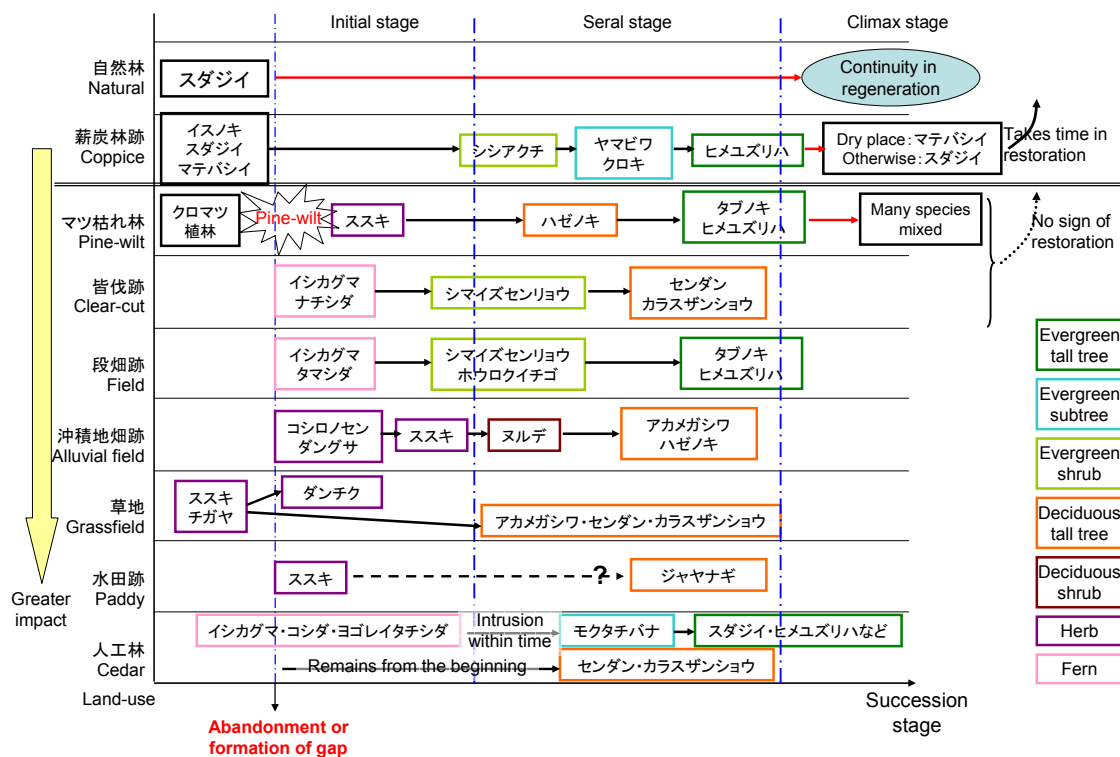 Initial stage
Seral stage
Climax stage
自然林
Natural
スダジイ
Continuity in
regeneration
薪炭林跡
Coppice
イスノキ
スダジイ
マテバシイ
シシアクチ
ヤマビワ
クロキ
ヒメユズリハ
Dry place：マテバシイ
Otherwise：スダジイ
Takes time in
restoration
マツ枯れ林
Pine-wilt
クロマツ
植林
Pine-wilt
ススキ
ハゼノキ
タブノキ
ヒメユズリハ
Many species
mixed
No sign of
restoration
皆伐跡
Clear-cut
イシカグマ
ナチシダ
シマイズセンリョウ
センダン
カラスザンショウ
段畑跡
Field
イシカグマ
タマシダ
シマイズセンリョウ
ホウロクイチゴ
タブノキ
ヒメユズリハ
沖積地畑跡
Alluvial field
コシロノセン
ダングサ
ススキ
ヌルデ
アカメガシワ
ハゼノキ
草地
Grassfield
ススキ
チガヤ
ダンチク
アカメガシワ・センダン・カラスザンショウ
水田跡
Paddy
ススキ
?
ジャヤナギ
人工林
Cedar
イシカグマ・コシダ・ヨゴレイタチシダ
Intrusion
within time
モクタチバナ
スダジイ・ヒメユズリハなど
Remains from the beginning
センダン・カラスザンショウ
Greater
impact
Land-use
Succession
stage
Abandonment or
formation of gap
Evergreen
tall tree
Evergreen
subtree
Evergreen
shrub
Deciduous
tall tree
Deciduous
shrub
Herb
Fern